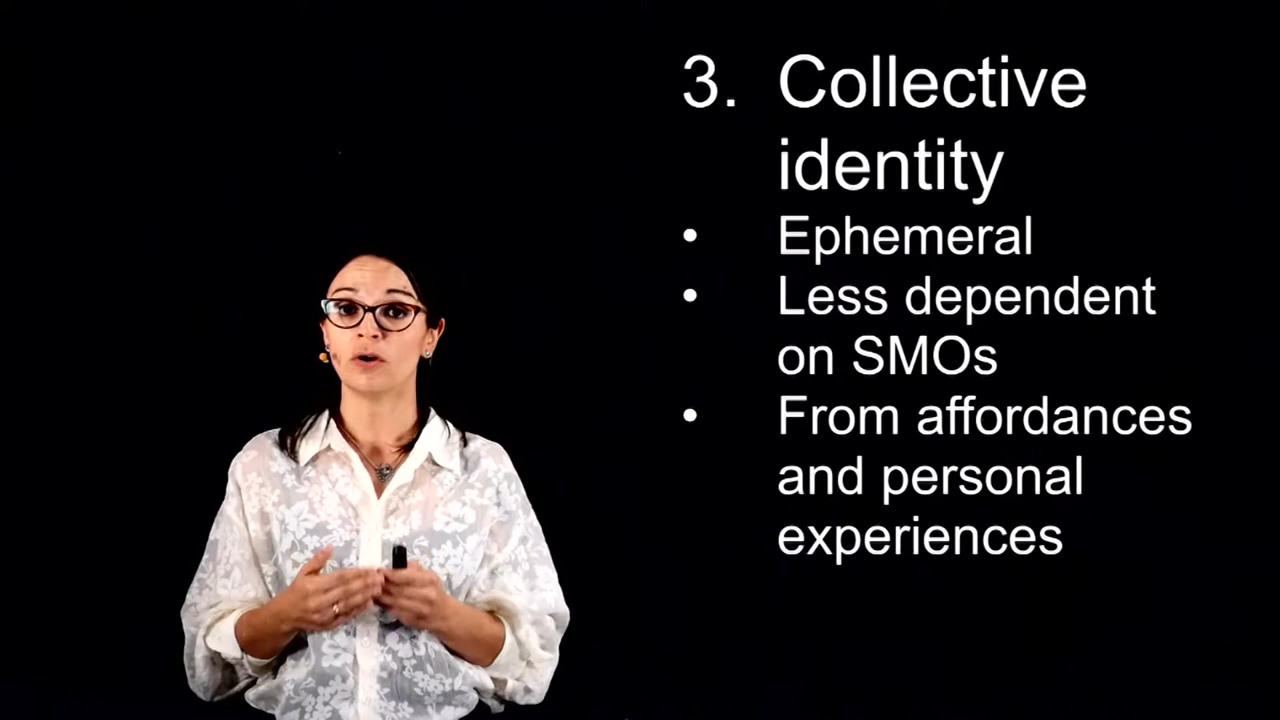 3. Collective
identity
• Ephemeral
• Less dependent
on SMOs
• From affordances
and personal
experiences